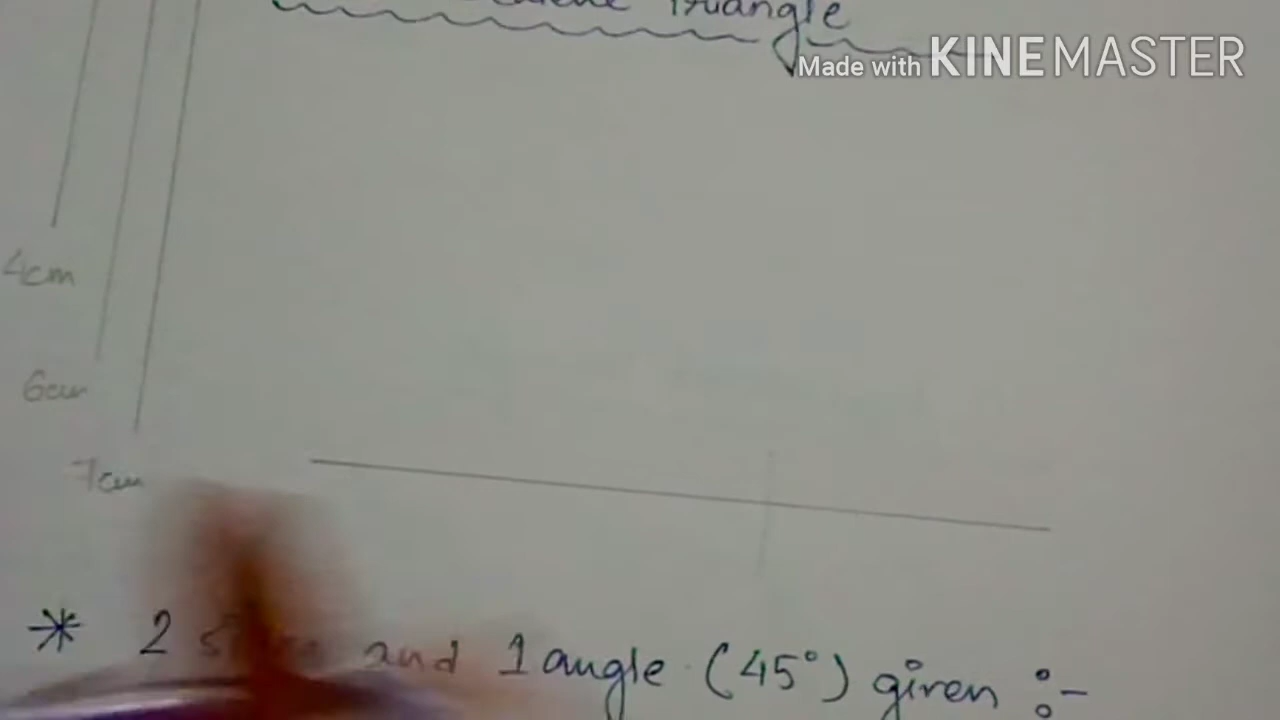 Triangle
Made with KINEMASTER
4cm
6cm
7cm
* 2 and 1 angle (45°) given :-